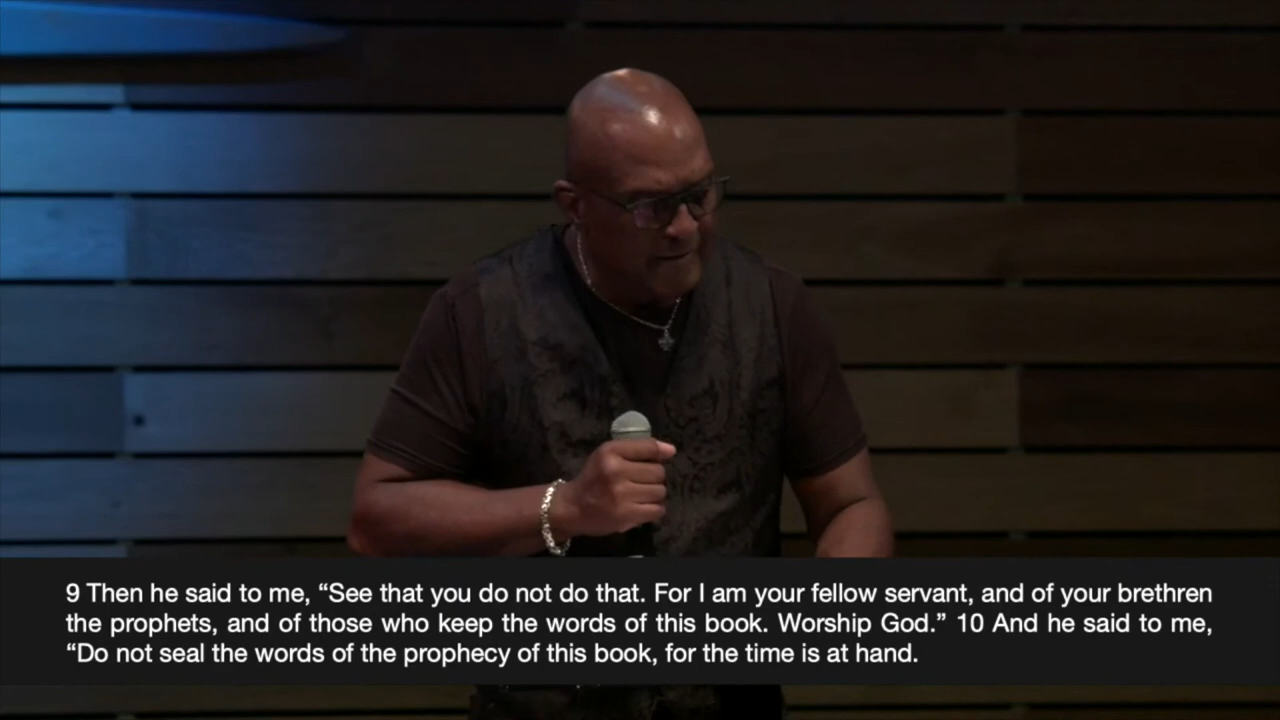 9 Then he said to me, “See that you do not do that. For I am your fellow servant, and of your brethren
the prophets, and of those who keep the words of this book. Worship God.” 10 And he said to me,
“Do not seal the words of the prophecy of this book, for the time is at hand.